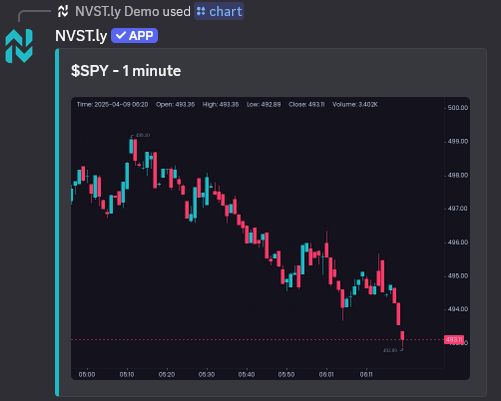 NVST.ly Demo used chart
NVST.ly ✓ APP
$SPY - 1 minute
Time: 2025-04-09 06:20 Open: 493.36 High: 493.36 Low: 492.89 Close: 493.11 Volume: 3.402K
500.00
499.00
498.00
497.00
496.00
495.00
494.00
493.11
492.89
05:00 05:10 05:20 05:30 05:40 05:50 06:01 06:11